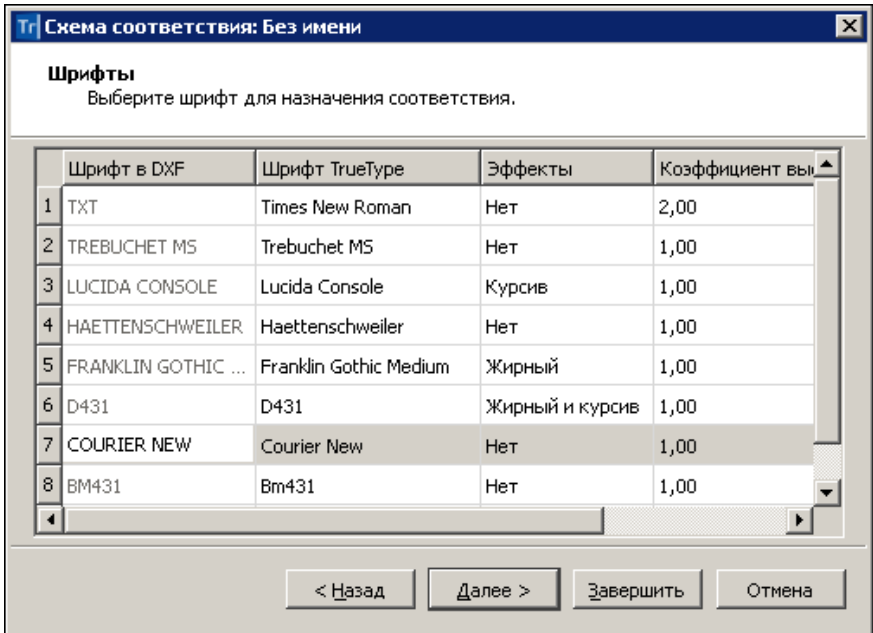 Tr Схема соответствия: Без имени
Шрифты
Выберите шрифт для назначения соответствия.
Шрифт в DXF Шрифт TrueType Эффекты Коэффициент выс
1 TXT Times New Roman Нет 2,00
2 TREBUCHET MS Trebuchet MS Нет 1,00
3 LUCIDA CONSOLE Lucida Console Курсив 1,00
4 HAETTENSCHWEILER Haettenschweiler Нет 1,00
5 FRANKLIN GOTHIC ... Franklin Gothic Medium Жирный 1,00
6 D431 D431 Жирный и курсив 1,00
7 COURIER NEW Courier New Нет 1,00
8 BM431 Bm431 Нет 1,00
< Назад Далее > Завершить Отмена